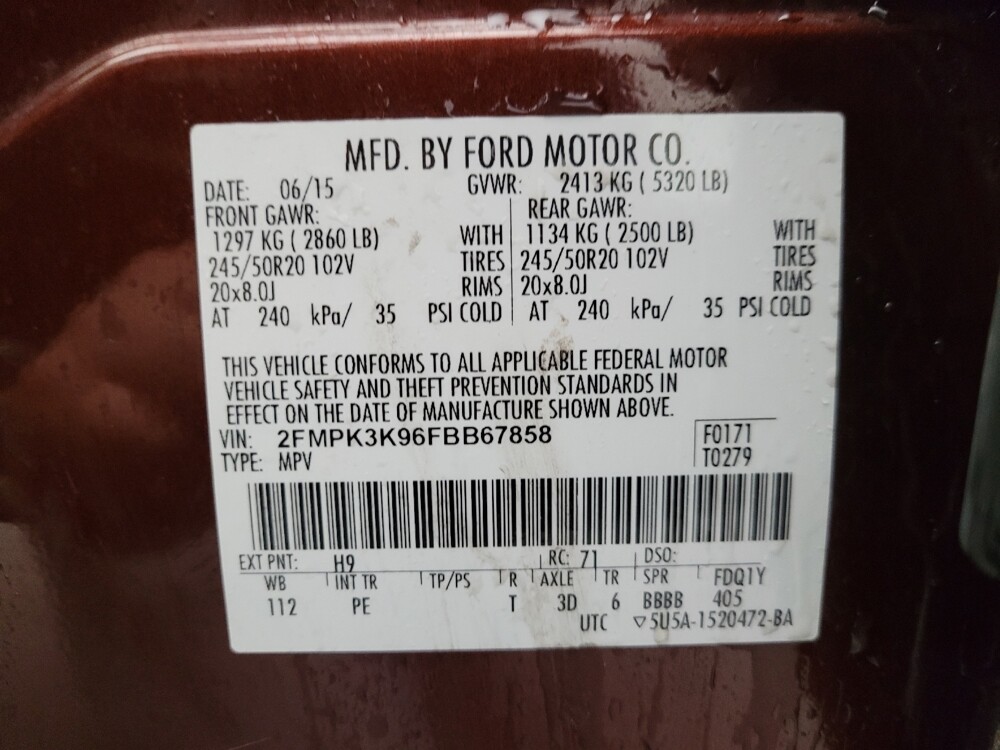 MFD. BY FORD MOTOR CO.
DATE: 06/15 GVWR: 2413 KG ( 5320 LB)
FRONT GAWR: REAR GAWR:
1297 KG ( 2860 LB) WITH 1134 KG ( 2500 LB) WITH
245/50R20 102V TIRES 245/50R20 102V TIRES
20x8.0J RIMS 20x8.0J RIMS
AT 240 kPa/ 35 PSI COLD AT 240 kPa/ 35 PSI COLD
THIS VEHICLE CONFORMS TO ALL APPLICABLE FEDERAL MOTOR
VEHICLE SAFETY AND THEFT PREVENTION STANDARDS IN
EFFECT ON THE DATE OF MANUFACTURE SHOWN ABOVE.
VIN: 2FMPK3K96FBB67858 F0171
TYPE: MPV T0279
EXT PNT: H9 RC: 71 DSO:
WB INT TR TP/PS R AXLE TR SPR FDQ1Y
112 PE T 3D 6 BBBB 405
UTC ▽5U5A-1520472-BA